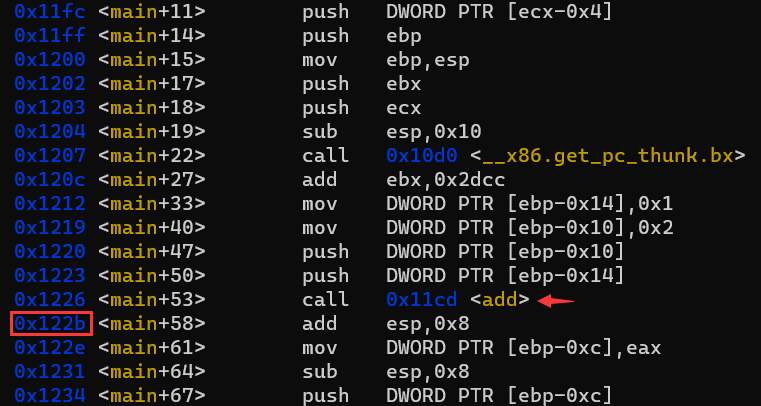 0x11fc <main+11> push DWORD PTR [ecx-0x4]
0x11ff <main+14> push ebp
0x1200 <main+15> mov ebp,esp
0x1202 <main+17> push ebx
0x1203 <main+18> push ecx
0x1204 <main+19> sub esp,0x10
0x1207 <main+22> call 0x10d0 <__x86.get_pc_thunk.bx>
0x120c <main+27> add ebx,0x2dcc
0x1212 <main+33> mov DWORD PTR [ebp-0x14],0x1
0x1219 <main+40> mov DWORD PTR [ebp-0x10],0x2
0x1220 <main+47> push DWORD PTR [ebp-0x10]
0x1223 <main+50> push DWORD PTR [ebp-0x14]
0x1226 <main+53> call 0x11cd <add>
0x122b <main+58> add esp,0x8
0x122e <main+61> mov DWORD PTR [ebp-0xc],eax
0x1231 <main+64> sub esp,0x8
0x1234 <main+67> push DWORD PTR [ebp-0xc]